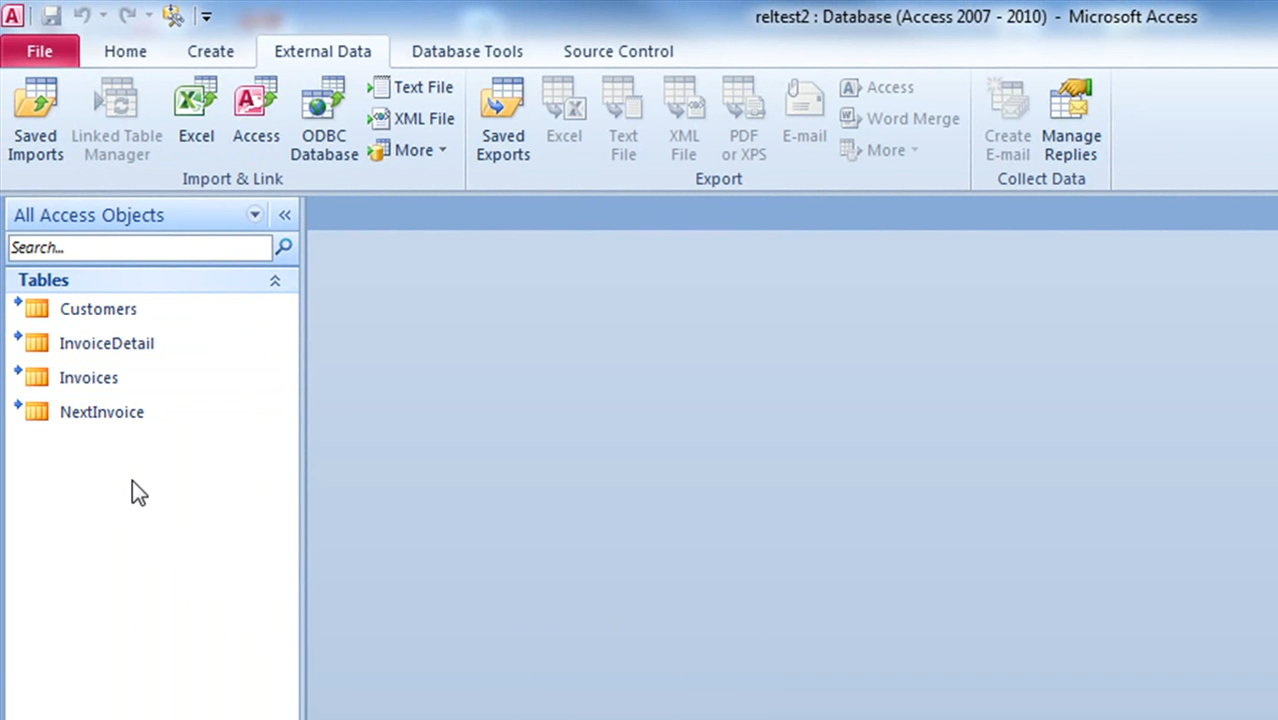 reltest2 : Database (Access 2007 - 2010) - Microsoft Access
File Home Create External Data Database Tools Source Control
Saved Imports
Linked Table Manager
Excel
Access
ODBC Database
Text File
XML File
More
Import & Link
Saved Exports
Excel
Text File
XML File
PDF or XPS
E-mail
Access
Word Merge
More
Export
Create E-mail
Manage Replies
Collect Data
All Access Objects
Search...
Tables
Customers
InvoiceDetail
Invoices
NextInvoice